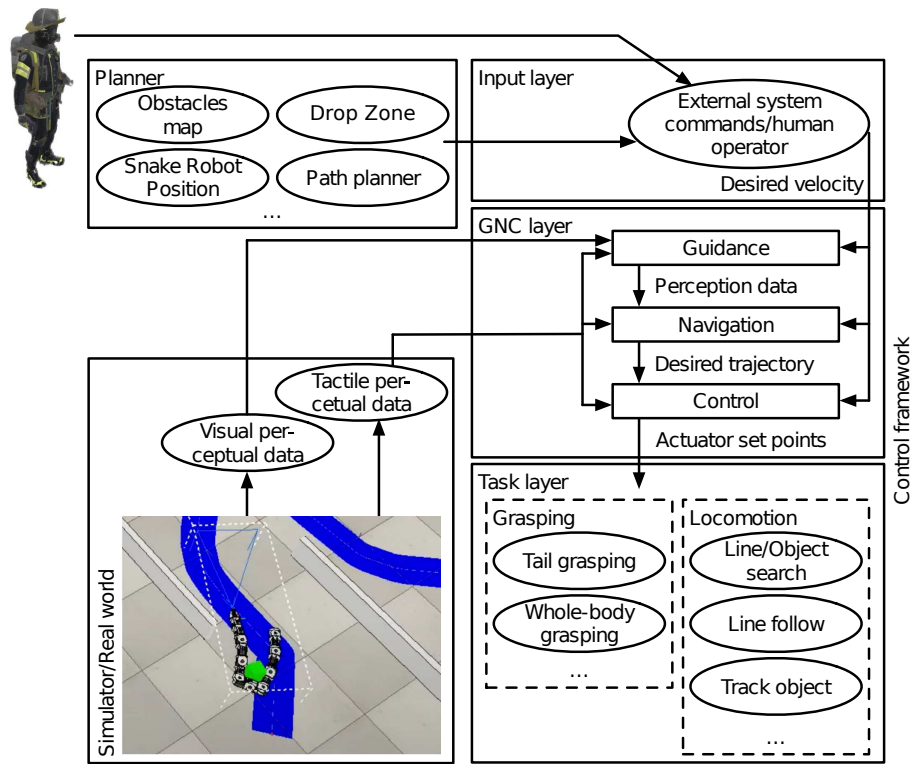 Planner
Obstacles
map
Drop Zone
Snake Robot
Position
Path planner
...
Input layer
External system
commands/human
operator
Desired velocity
GNC layer
Guidance
Perception data
Navigation
Desired trajectory
Control
Actuator set points
Control framework
Tactile per-
cetual data
Visual per-
ceptual data
Simulator/Real world
Task layer
Grasping
Tail grasping
Whole-body
grasping
...
Locomotion
Line/Object
search
Line follow
Track object
...